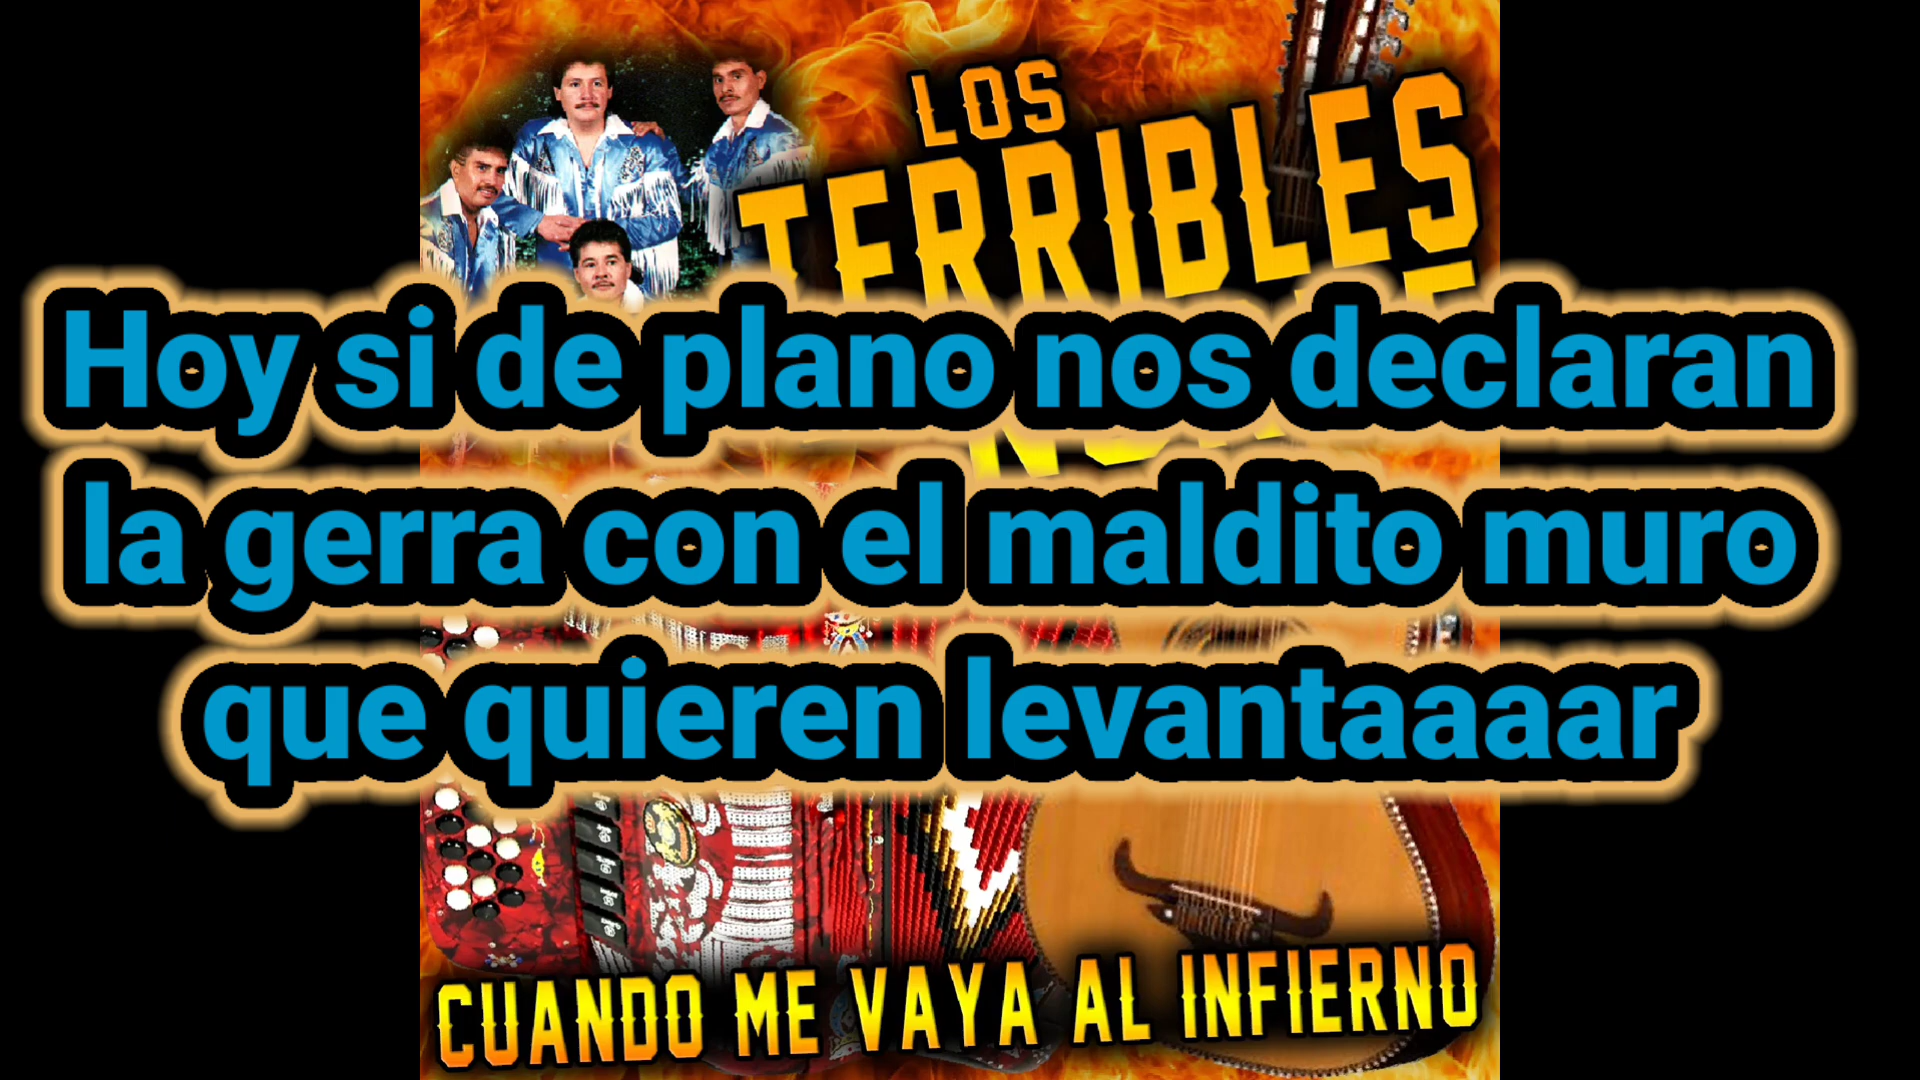 LOS
TERRIBLES
Hoy si de plano nos declaran
la gerra con el maldito muro
que quieren levantaaaar
CUANDO ME VAYA AL INFIERNO